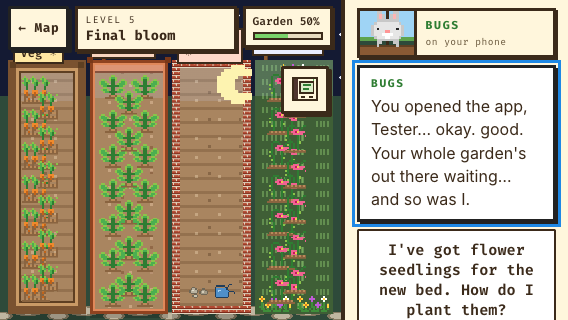 ← Map
LEVEL 5
Final bloom
Garden 50%
Veg
BUGS
on your phone
BUGS
You opened the app,
Tester... okay. good.
Your whole garden's
out there waiting...
and so was I.
I've got flower
seedlings for the
new bed. How do I
plant them?